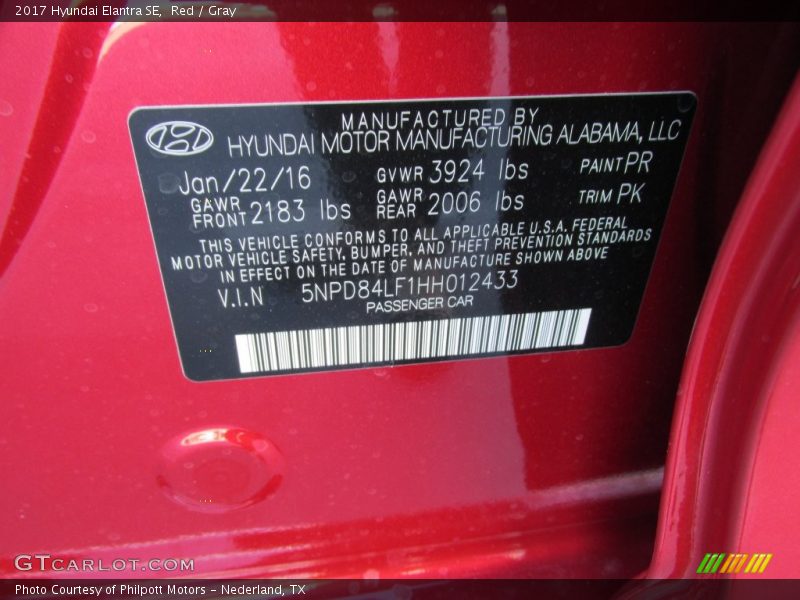 2017 Hyundai Elantra SE, Red / Gray
MANUFACTURED BY
HYUNDAI MOTOR MANUFACTURING ALABAMA, LLC
Jan/22/16 GVWR 3924 lbs PAINT PR
GAWR FRONT 2183 lbs GAWR REAR 2006 lbs TRIM PK
THIS VEHICLE CONFORMS TO ALL APPLICABLE U.S.A. FEDERAL
MOTOR VEHICLE SAFETY, BUMPER, AND THEFT PREVENTION STANDARDS
IN EFFECT ON THE DATE OF MANUFACTURE SHOWN ABOVE
V.I.N 5NPD84LF1HH012433
PASSENGER CAR
GTCARLOT.COM
Photo Courtesy of Philpott Motors - Nederland, TX